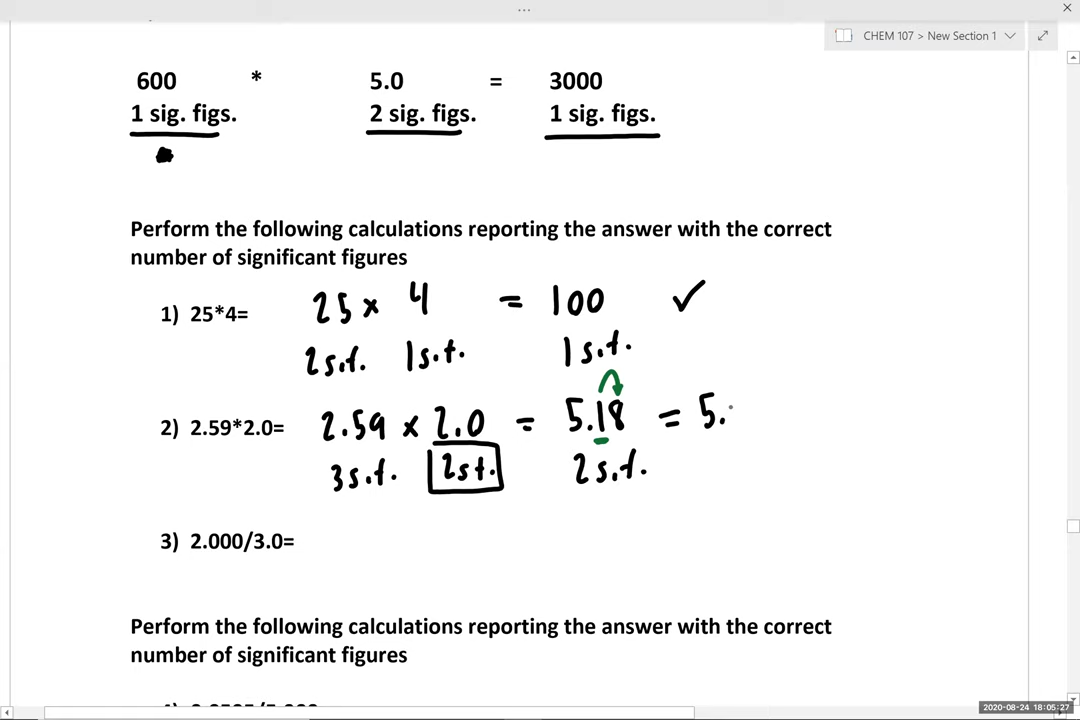 CHEM 107 > New Section 1
600 * 5.0 = 3000
1 sig. figs. 2 sig. figs. 1 sig. figs.
Perform the following calculations reporting the answer with the correct
number of significant figures
1) 25*4= 25 × 4 = 100 ✓
2 s.f. 1 s.f. 1 s.f.
2) 2.59*2.0= 2.59 × 2.0 = 5.18 = 5.
3 s.f. 2 s f. 2 s.f.
3) 2.000/3.0=
Perform the following calculations reporting the answer with the correct
number of significant figures
2020-08-24 18:05:27